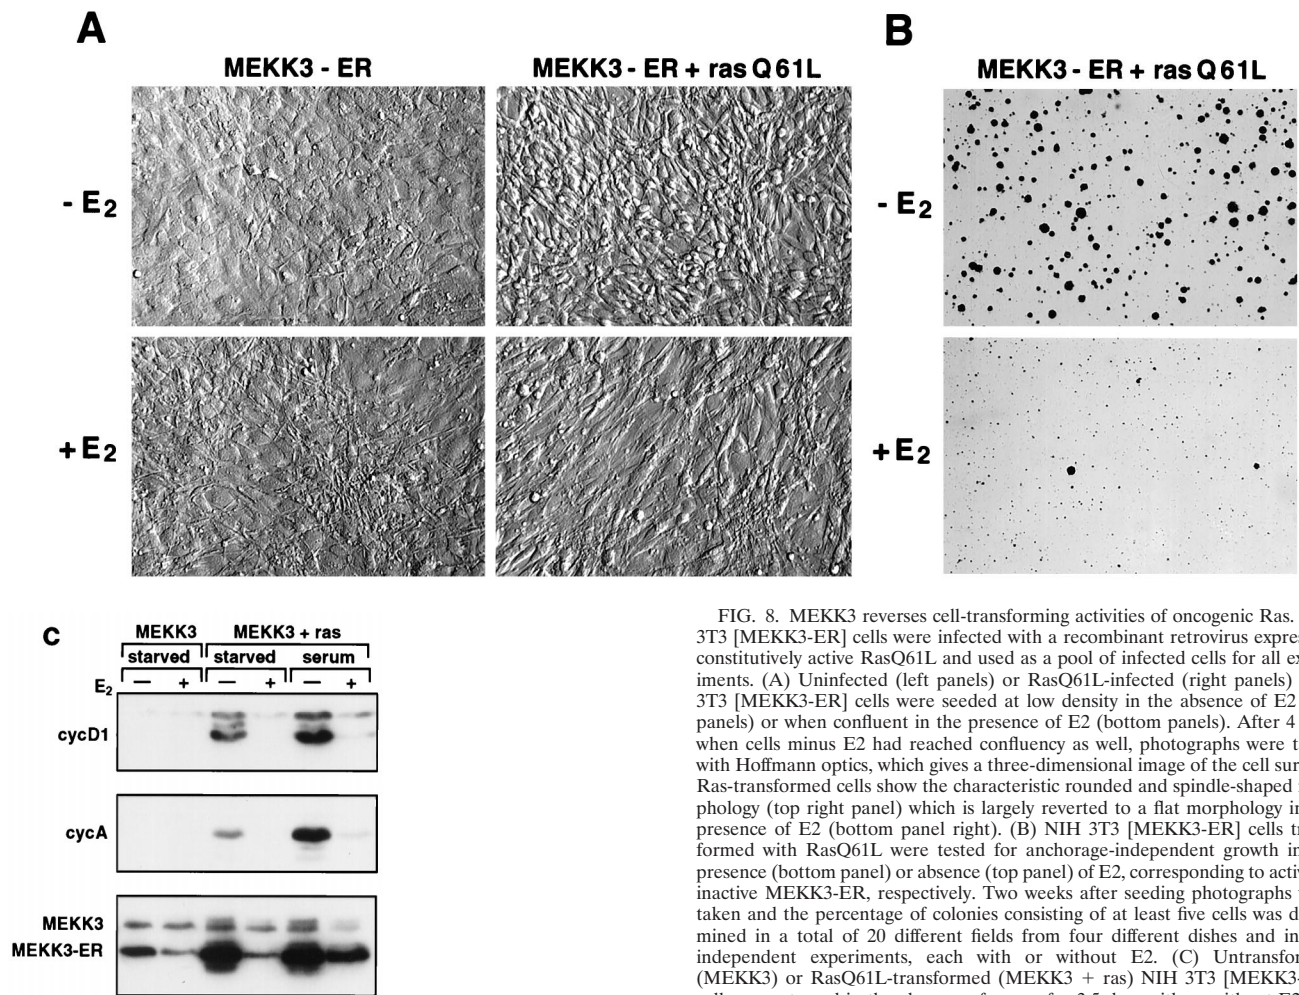 A
B
MEKK3 - ER
MEKK3 - ER + ras Q61L
MEKK3 - ER + ras Q61L
- E2
- E2
+ E2
+ E2
C
MEKK3
MEKK3 + ras
starved
starved
serum
E2
— + — + — +
cycD1
cycA
MEKK3
MEKK3-ER
FIG. 8. MEKK3 reverses cell-transforming activities of oncogenic Ras.
3T3 [MEKK3-ER] cells were infected with a recombinant retrovirus expres
constitutively active RasQ61L and used as a pool of infected cells for all ex
iments. (A) Uninfected (left panels) or RasQ61L-infected (right panels)
3T3 [MEKK3-ER] cells were seeded at low density in the absence of E2
panels) or when confluent in the presence of E2 (bottom panels). After 4
when cells minus E2 had reached confluency as well, photographs were t
with Hoffmann optics, which gives a three-dimensional image of the cell sur
Ras-transformed cells show the characteristic rounded and spindle-shaped
phology (top right panel) which is largely reverted to a flat morphology in
presence of E2 (bottom panel right). (B) NIH 3T3 [MEKK3-ER] cells tr
formed with RasQ61L were tested for anchorage-independent growth in
presence (bottom panel) or absence (top panel) of E2, corresponding to activ
inactive MEKK3-ER, respectively. Two weeks after seeding photographs
taken and the percentage of colonies consisting of at least five cells was d
mined in a total of 20 different fields from four different dishes and in
independent experiments, each with or without E2. (C) Untransfor
(MEKK3) or RasQ61L-transformed (MEKK3 + ras) NIH 3T3 [MEKK3-